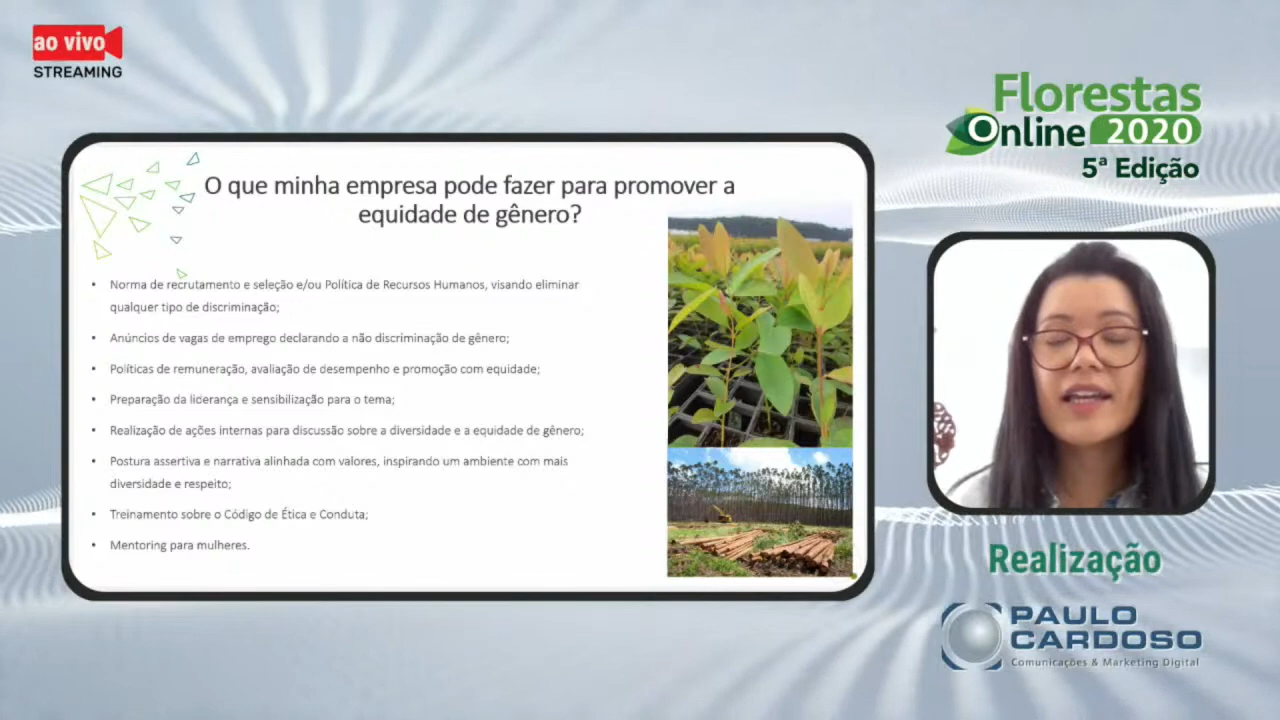 ao vivo
STREAMING
Florestas
Online 2020
5ª Edição
O que minha empresa pode fazer para promover a
equidade de gênero?
• Norma de recrutamento e seleção e/ou Política de Recursos Humanos, visando eliminar
qualquer tipo de discriminação;
• Anúncios de vagas de emprego declarando a não discriminação de gênero;
• Políticas de remuneração, avaliação de desempenho e promoção com equidade;
• Preparação da liderança e sensibilização para o tema;
• Realização de ações internas para discussão sobre a diversidade e a equidade de gênero;
• Postura assertiva e narrativa alinhada com valores, inspirando um ambiente com mais
diversidade e respeito;
• Treinamento sobre o Código de Ética e Conduta;
• Mentoring para mulheres.
Realização
PAULO
CARDOSO
Comunicações & Marketing Digital